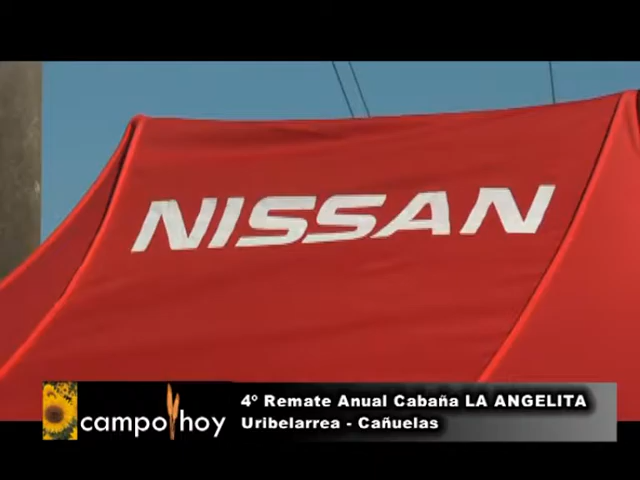 NISSAN
campo hoy
4º Remate Anual Cabaña LA ANGELITA
Uribelarrea - Cañuelas